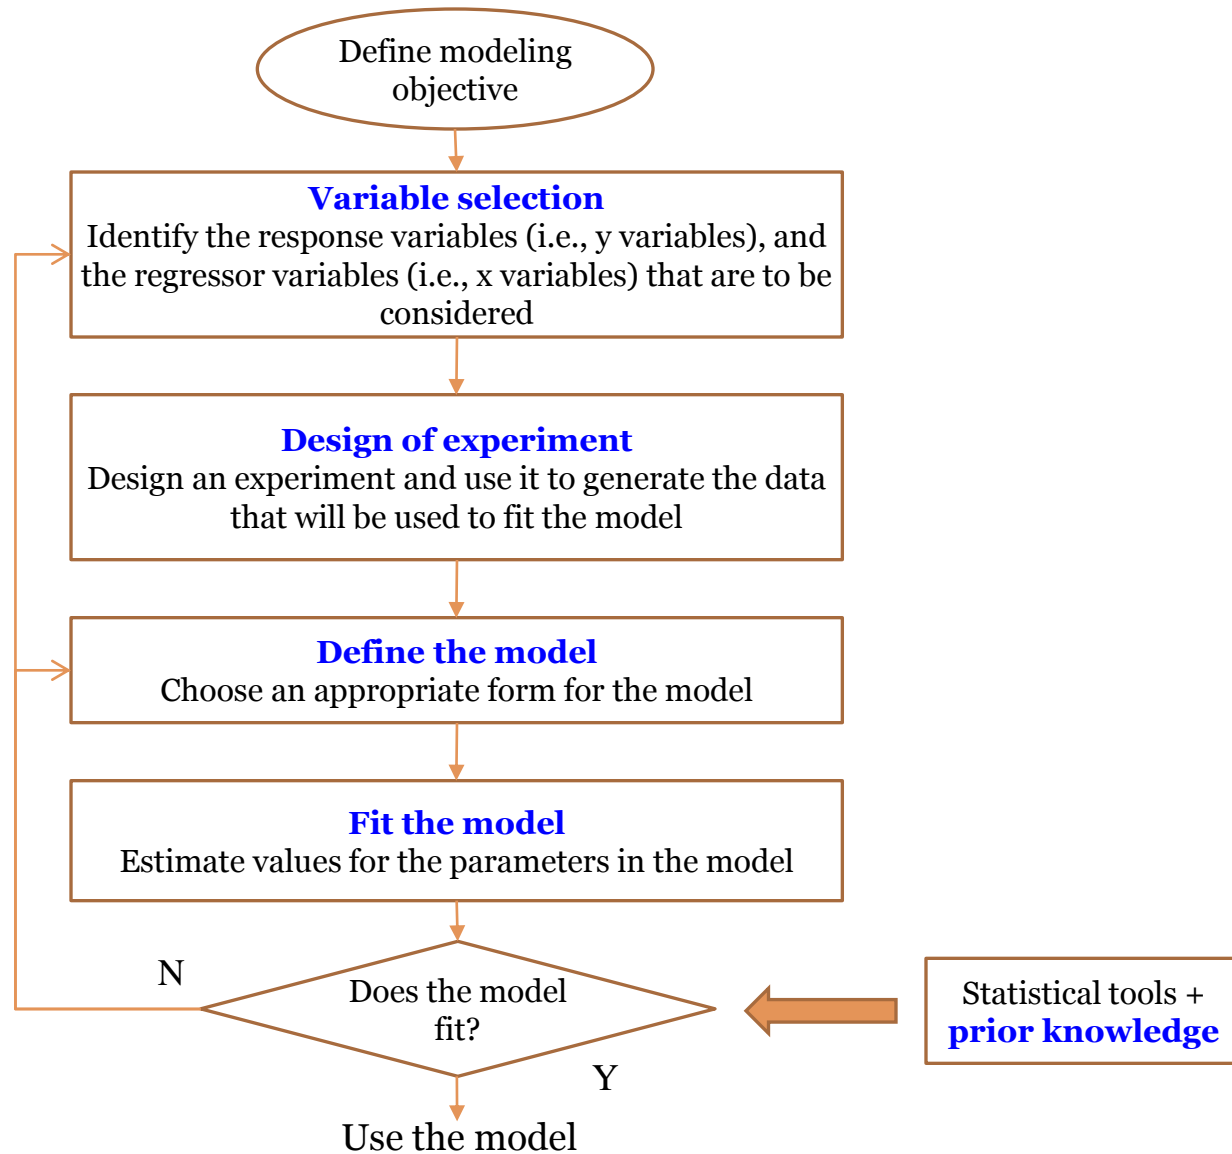 Define modeling
objective
Variable selection
Identify the response variables (i.e., y variables), and
the regressor variables (i.e., x variables) that are to be
considered
Design of experiment
Design an experiment and use it to generate the data
that will be used to fit the model
Define the model
Choose an appropriate form for the model
Fit the model
Estimate values for the parameters in the model
N
Does the model
fit?
Statistical tools +
prior knowledge
Y
Use the model